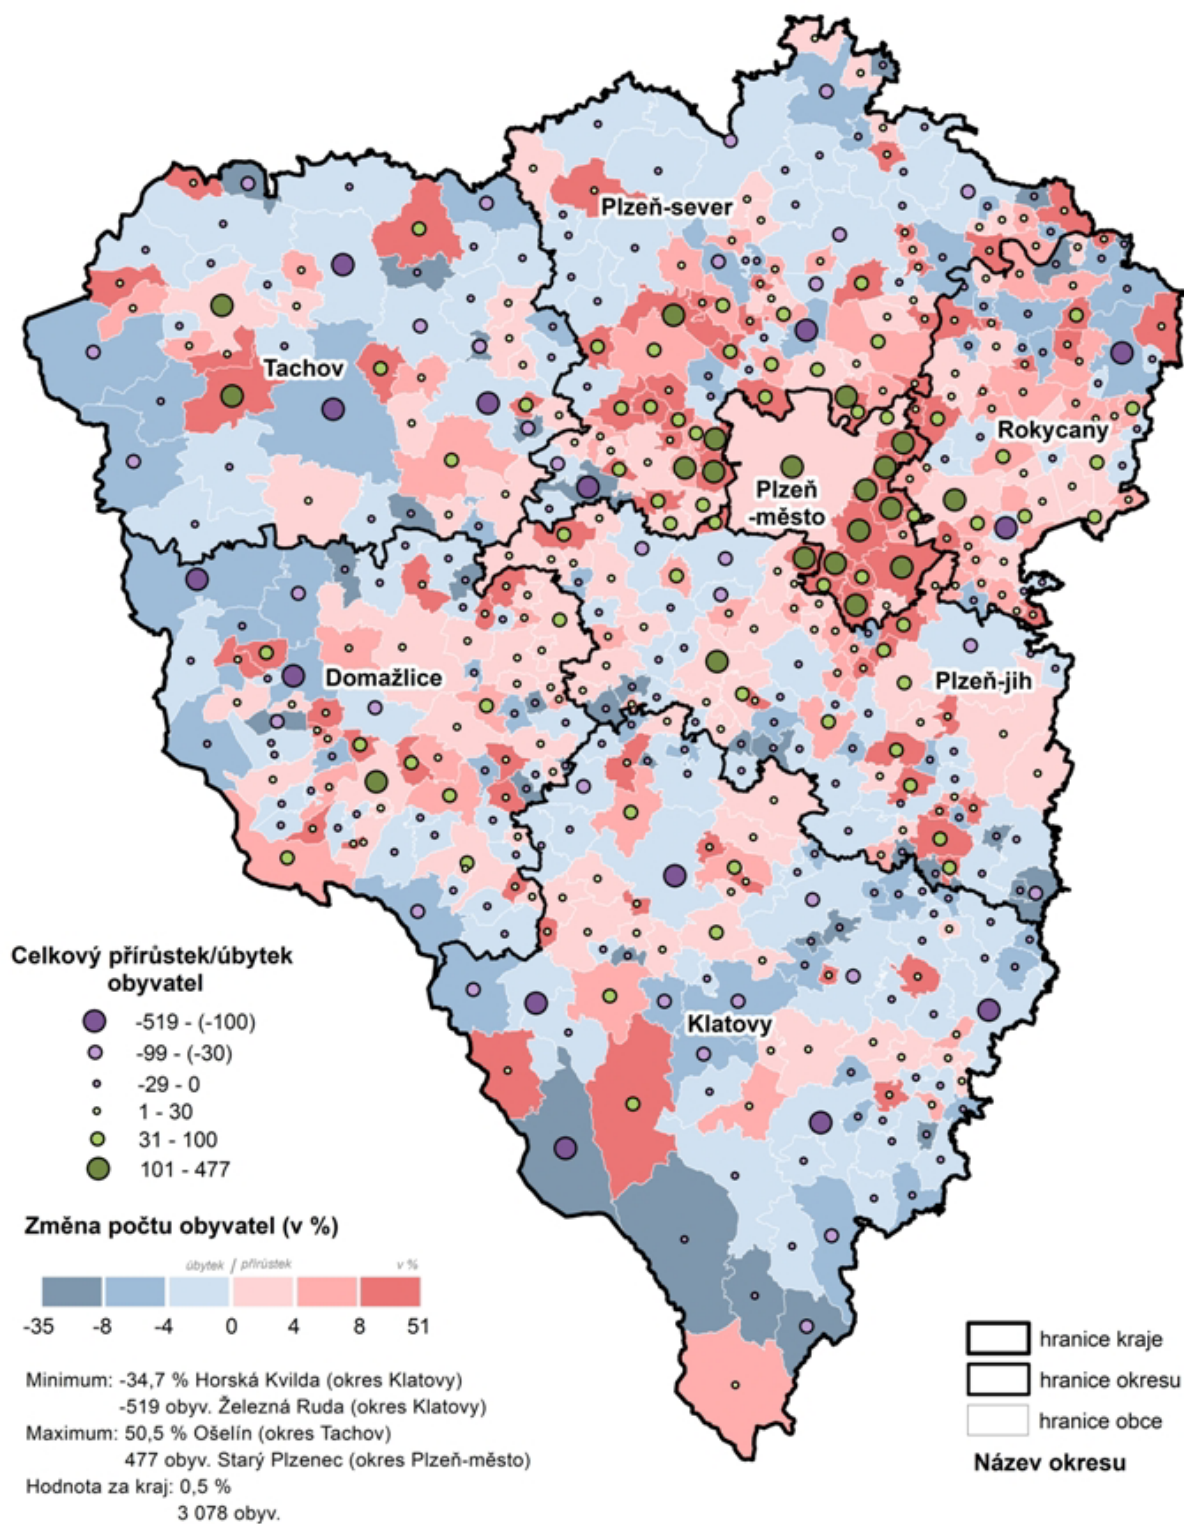 Plzeň-sever
Tachov
Rokycany
Plzeň
-město
Domažlice
Plzeň-jih
Klatovy
Celkový přírůstek/úbytek
obyvatel
-519 - (-100)
-99 - (-30)
-29 - 0
1 - 30
31 - 100
101 - 477
Změna počtu obyvatel (v %)
úbytek / přírůstek v %
-35 -8 -4 0 4 8 51
Minimum: -34,7 % Horská Kvilda (okres Klatovy)
-519 obyv. Železná Ruda (okres Klatovy)
Maximum: 50,5 % Ošelín (okres Tachov)
477 obyv. Starý Plzenec (okres Plzeň-město)
Hodnota za kraj: 0,5 %
3 078 obyv.
hranice kraje
hranice okresu
hranice obce
Název okresu